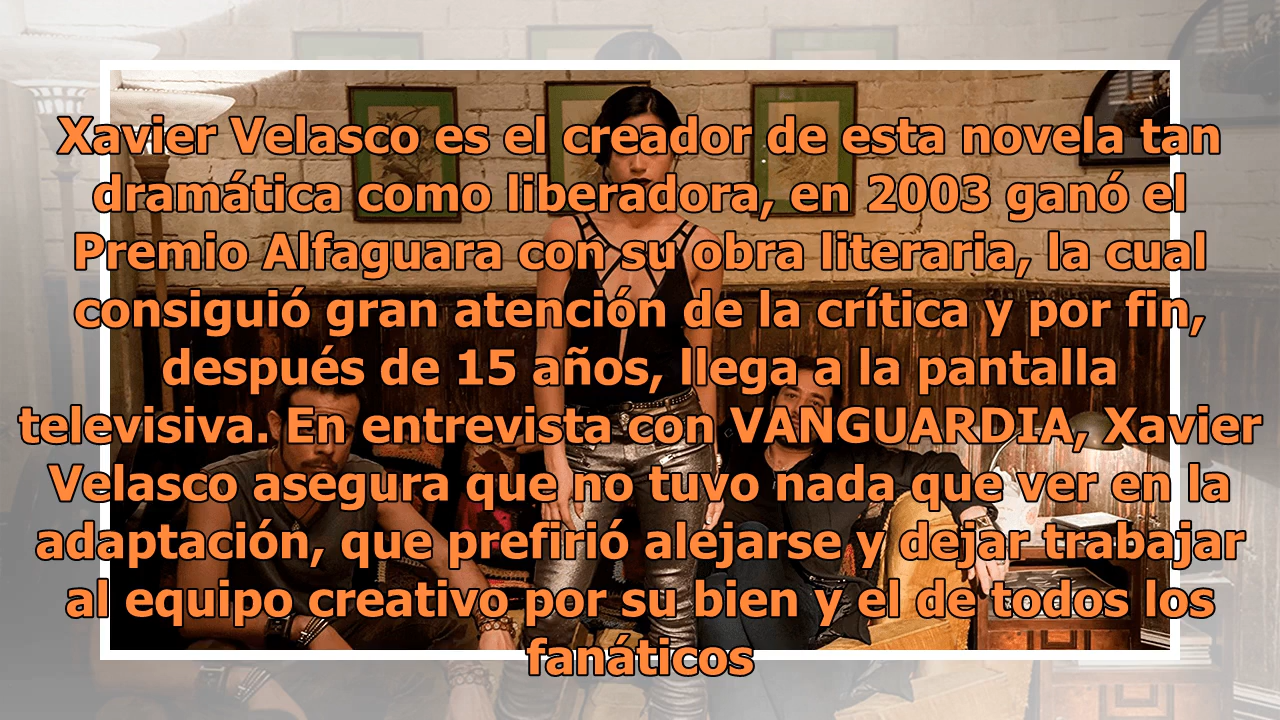 Xavier Velasco es el creador de esta novela tan
dramática como liberadora, en 2003 ganó el
Premio Alfaguara con su obra literaria, la cual
consiguió gran atención de la crítica y por fin,
después de 15 años, llega a la pantalla
televisiva. En entrevista con VANGUARDIA, Xavier
Velasco asegura que no tuvo nada que ver en la
adaptación, que prefirió alejarse y dejar trabajar
al equipo creativo por su bien y el de todos los
fanáticos